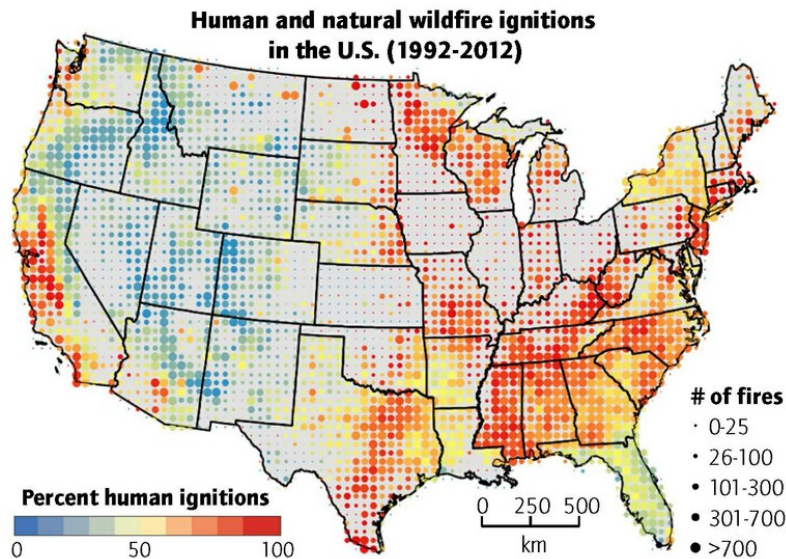 Human and natural wildfire ignitions
in the U.S. (1992-2012)
# of fires
0-25
26-100
101-300
301-700
>700
Percent human ignitions
0 50 100
0 250 500
km